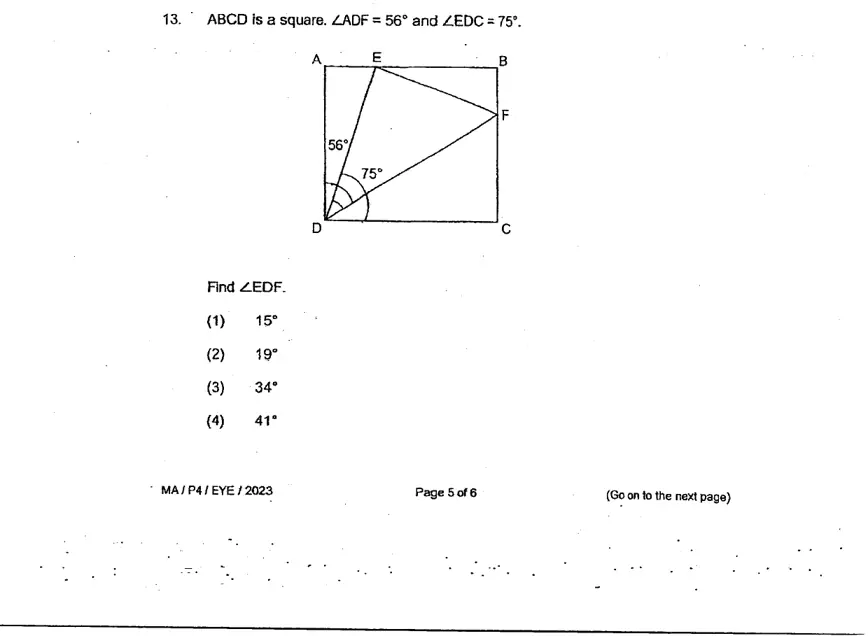 13. ABCD is a square. ∠ADF = 56° and ∠EDC = 75°.
A E B
F
56°
75°
D C
Find ∠EDF.
(1) 15°
(2) 19°
(3) 34°
(4) 41°
MA / P4 / EYE / 2023 Page 5 of 6 (Go on to the next page)